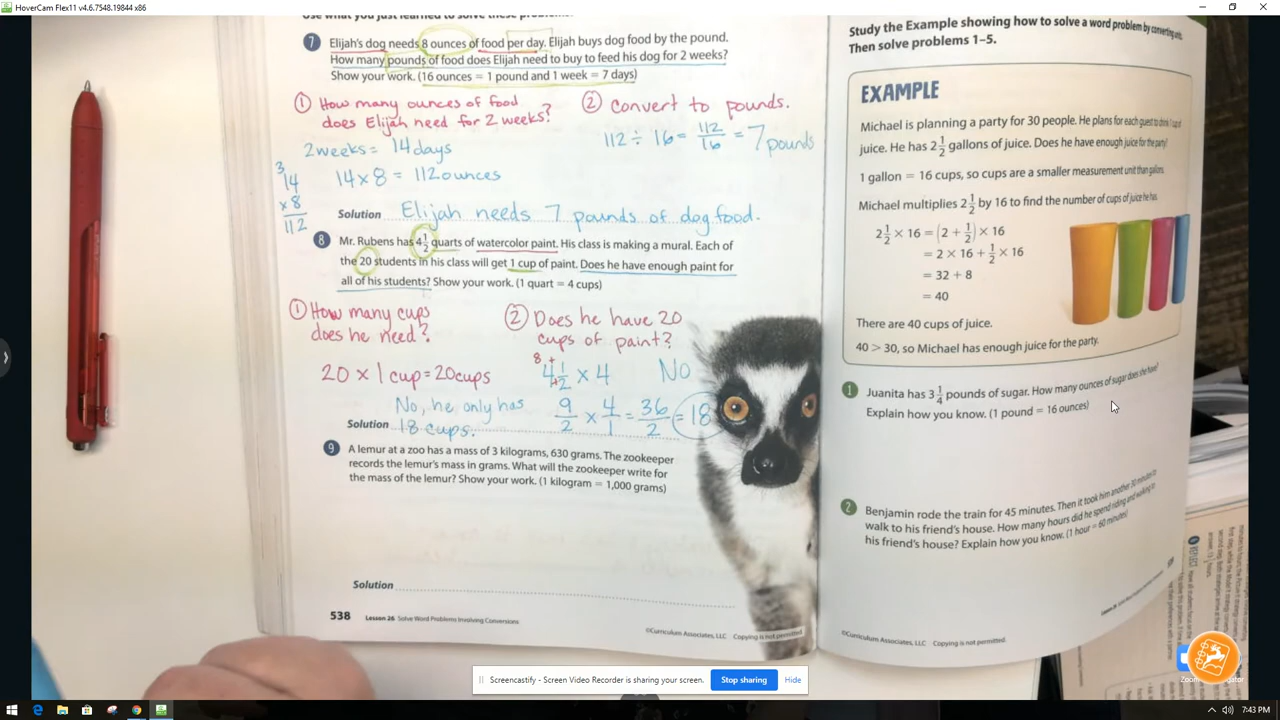 HoverCam Flex11 v4.6.7548.19844 x86
Use what you just learned to solve these
7 Elijah's dog needs 8 ounces of food per day. Elijah buys dog food by the pound.
How many pounds of food does Elijah need to buy to feed his dog for 2 weeks?
Show your work. (16 ounces = 1 pound and 1 week = 7 days)
① How many ounces of food
does Elijah need for 2 weeks?
2 weeks = 14 days
14 x 8 = 112 ounces
3
14
x 8
112
② convert to pounds.
112 ÷ 16 = 112/16 = 7 pounds
Solution Elijah needs 7 pounds of dog food.
8 Mr. Rubens has 4 1/2 quarts of watercolor paint. His class is making a mural. Each of
the 20 students in his class will get 1 cup of paint. Does he have enough paint for
all of his students? Show your work. (1 quart = 4 cups)
① How many cups
does he need?
20 x 1 cup = 20 cups
② Does he have 20
cups of paint?
8 +
4 1/2 x 4
No
9/2 x 4/1 = 36/2 = 18
No, he only has
Solution 18 cups.
9 A lemur at a zoo has a mass of 3 kilograms, 630 grams. The zookeeper
records the lemur's mass in grams. What will the zookeeper write for
the mass of the lemur? Show your work. (1 kilogram = 1,000 grams)
Solution
538 Lesson 26 Solve Word Problems Involving Conversions
©Curriculum Associates, LLC Copying is not permitted.
Study the Example showing how to solve a word problem by converting units.
Then solve problems 1–5.
EXAMPLE
Michael is planning a party for 30 people. He plans for each guest to drink 1 cup of
juice. He has 2 1/2 gallons of juice. Does he have enough juice for the party?
1 gallon = 16 cups, so cups are a smaller measurement unit than gallons.
Michael multiplies 2 1/2 by 16 to find the number of cups of juice he has.
2 1/2 × 16 = (2 + 1/2) × 16
= 2 × 16 + 1/2 × 16
= 32 + 8
= 40
There are 40 cups of juice.
40 > 30, so Michael has enough juice for the party.
1 Juanita has 3 1/4 pounds of sugar. How many ounces of sugar does she have?
Explain how you know. (1 pound = 16 ounces)
2 Benjamin rode the train for 45 minutes. Then it took him another 30 minutes to
walk to his friend's house. How many hours did he spend riding and walking to
his friend's house? Explain how you know. (1 hour = 60 minutes)
©Curriculum Associates, LLC Copying is not permitted.
Screencastify - Screen Video Recorder is sharing your screen.
Stop sharing
Hide
7:43 PM